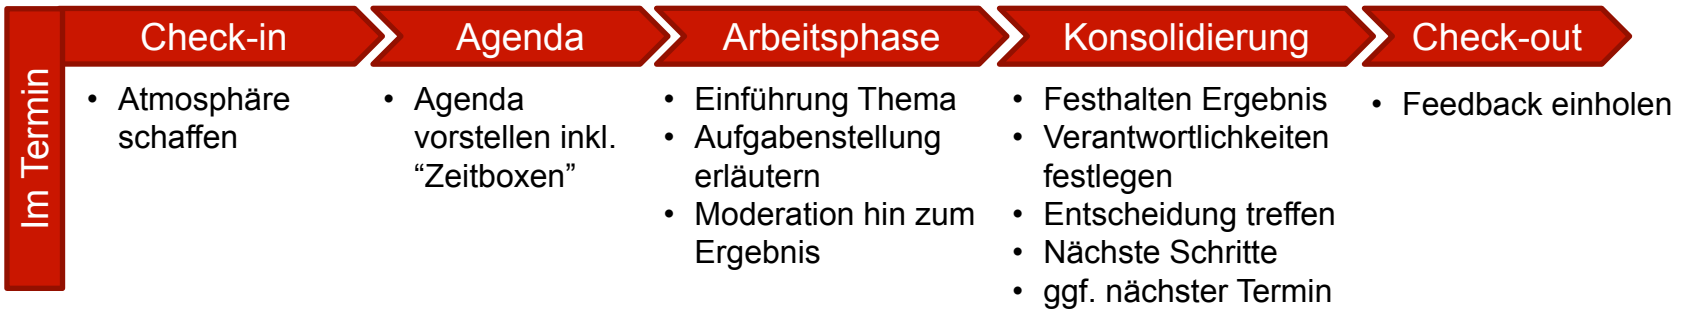 Im Termin
Check-in
• Atmosphäre
schaffen
Agenda
• Agenda
vorstellen inkl.
“Zeitboxen”
Arbeitsphase
• Einführung Thema
• Aufgabenstellung
erläutern
• Moderation hin zum
Ergebnis
Konsolidierung
• Festhalten Ergebnis
• Verantwortlichkeiten
festlegen
• Entscheidung treffen
• Nächste Schritte
• ggf. nächster Termin
Check-out
• Feedback einholen